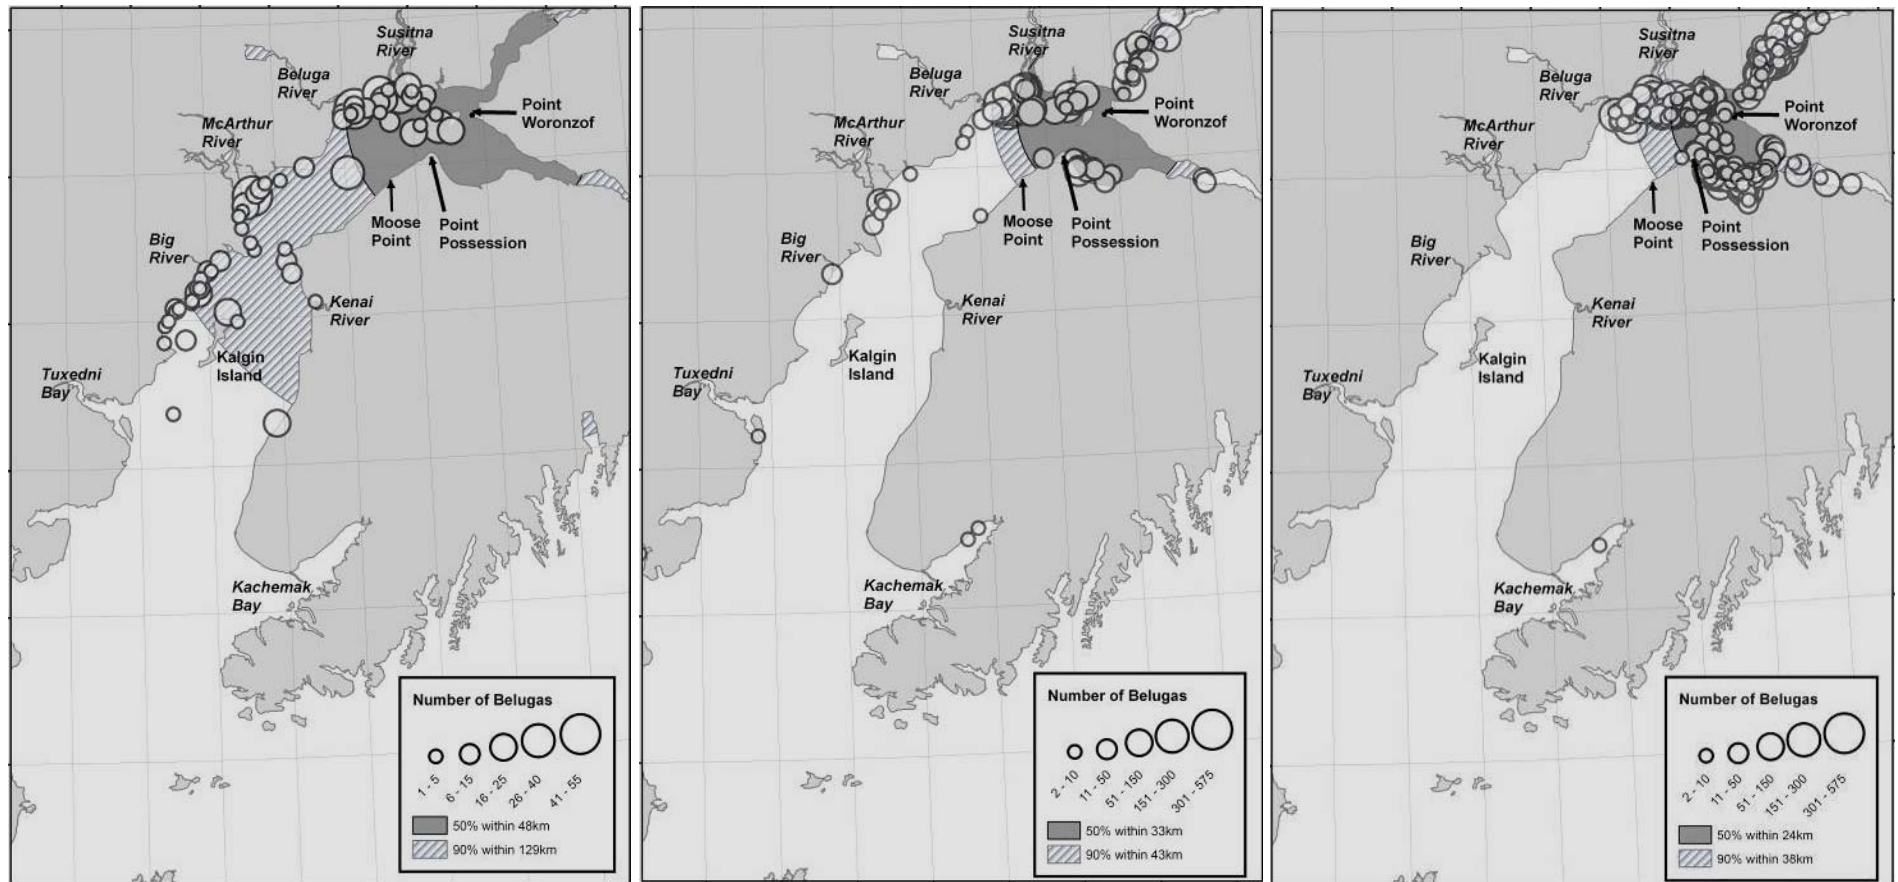 Susitna
River
Beluga
River
Point
Woronzof
McArthur
River
Moose
Point
Point
Possession
Big
River
Kenai
River
Kalgin
Island
Tuxedni
Bay
Kachemak
Bay
Number of Belugas
1 - 5
6 - 15
16 - 25
26 - 40
41 - 55
50% within 48km
90% within 129km
Susitna
River
Beluga
River
Point
Woronzof
McArthur
River
Moose
Point
Point
Possession
Big
River
Kenai
River
Kalgin
Island
Tuxedni
Bay
Kachemak
Bay
Number of Belugas
2 - 10
11 - 50
51 - 150
151 - 300
301 - 575
50% within 33km
90% within 43km
Susitna
River
Beluga
River
Point
Woronzof
McArthur
River
Moose
Point
Point
Possession
Big
River
Kenai
River
Kalgin
Island
Tuxedni
Bay
Kachemak
Bay
Number of Belugas
2 - 10
11 - 50
51 - 150
151 - 300
301 - 575
50% within 24km
90% within 38km